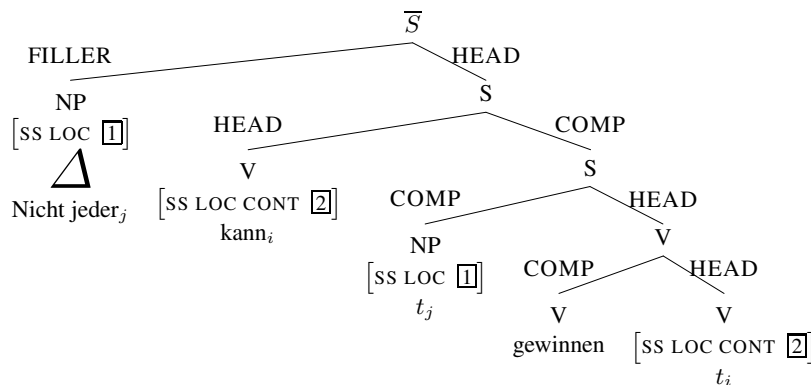 S̅
FILLER HEAD
NP S
[SS LOC 1] HEAD COMP
V S
Nicht jeder_j [SS LOC CONT 2] COMP HEAD
kann_i NP V
[SS LOC 1] COMP HEAD
t_j V V
gewinnen [SS LOC CONT 2]
t_i